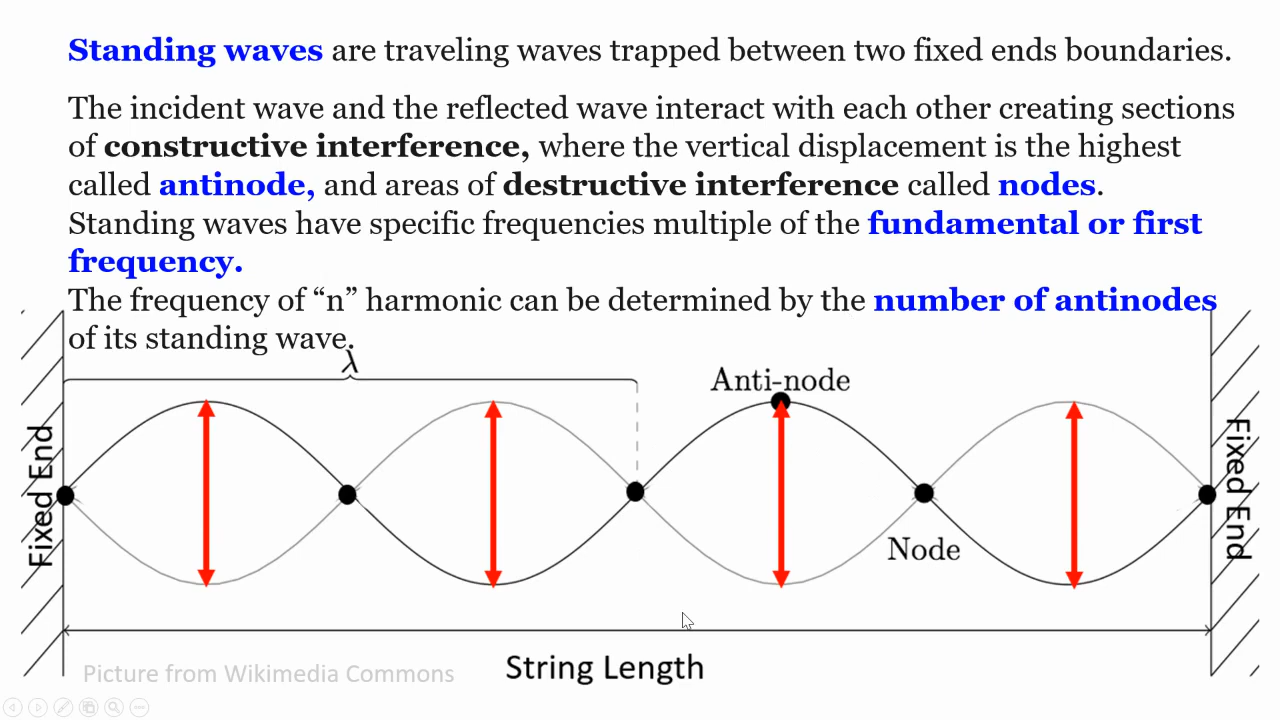 Standing waves are traveling waves trapped between two fixed ends boundaries.
The incident wave and the reflected wave interact with each other creating sections
of constructive interference, where the vertical displacement is the highest
called antinode, and areas of destructive interference called nodes.
Standing waves have specific frequencies multiple of the fundamental or first
frequency.
The frequency of “n” harmonic can be determined by the number of antinodes
of its standing wave.
λ
Anti-node
Fixed End
Fixed End
Node
String Length
Picture from Wikimedia Commons